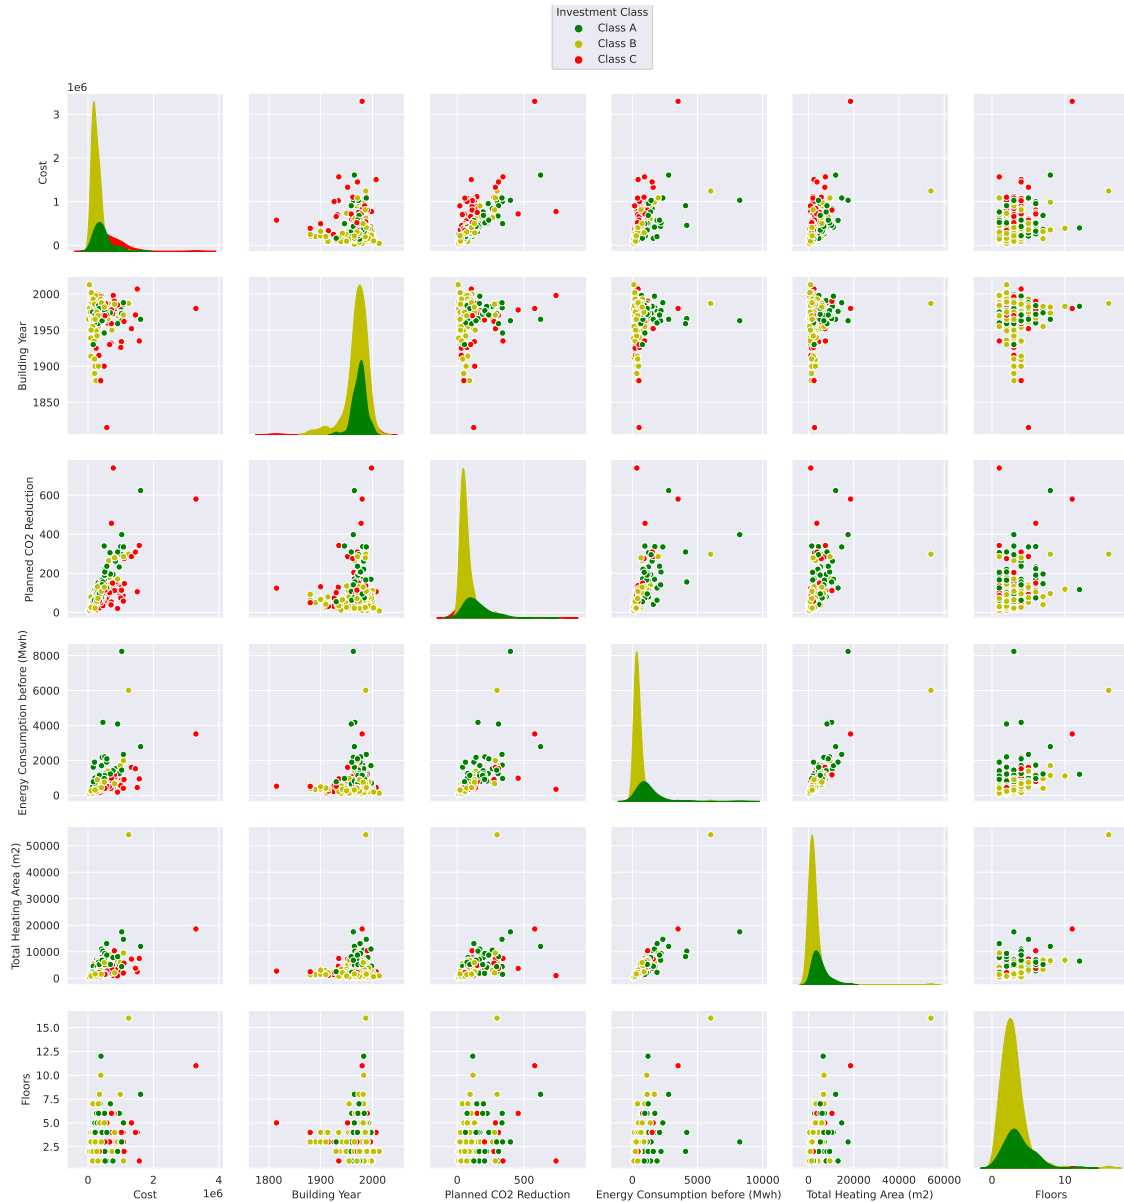 Investment Class
Class A
Class B
Class C
1e6
3
2
1
0
Cost
2000
1950
1900
1850
Building Year
600
400
200
0
Planned CO2 Reduction
8000
6000
4000
2000
0
Energy Consumption before (Mwh)
50000
40000
30000
20000
10000
0
Total Heating Area (m2)
15.0
12.5
10.0
7.5
5.0
2.5
Floors
0 2 1800 1900 2000 0 500 0 5000 10000 0 20000 40000 60000 0 10
Cost Building Year Planned CO2 Reduction Energy Consumption before (Mwh) Total Heating Area (m2) Floors
1e6